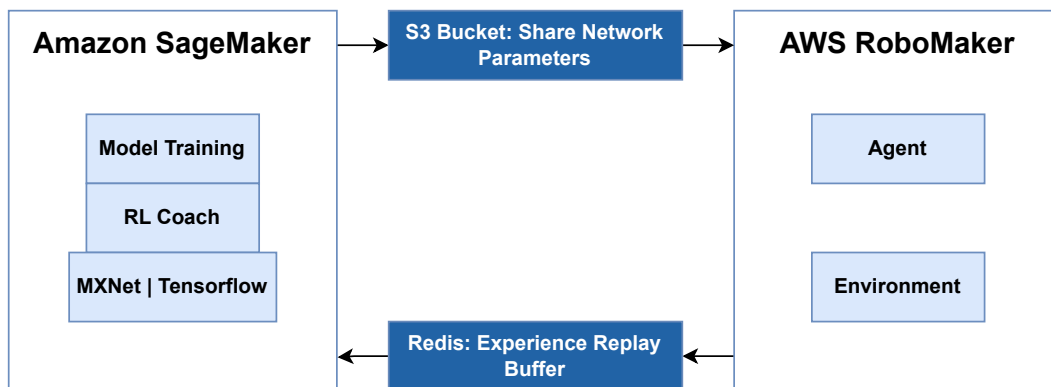 Amazon SageMaker
Model Training
RL Coach
MXNet | Tensorflow
S3 Bucket: Share Network
Parameters
Redis: Experience Replay
Buffer
AWS RoboMaker
Agent
Environment